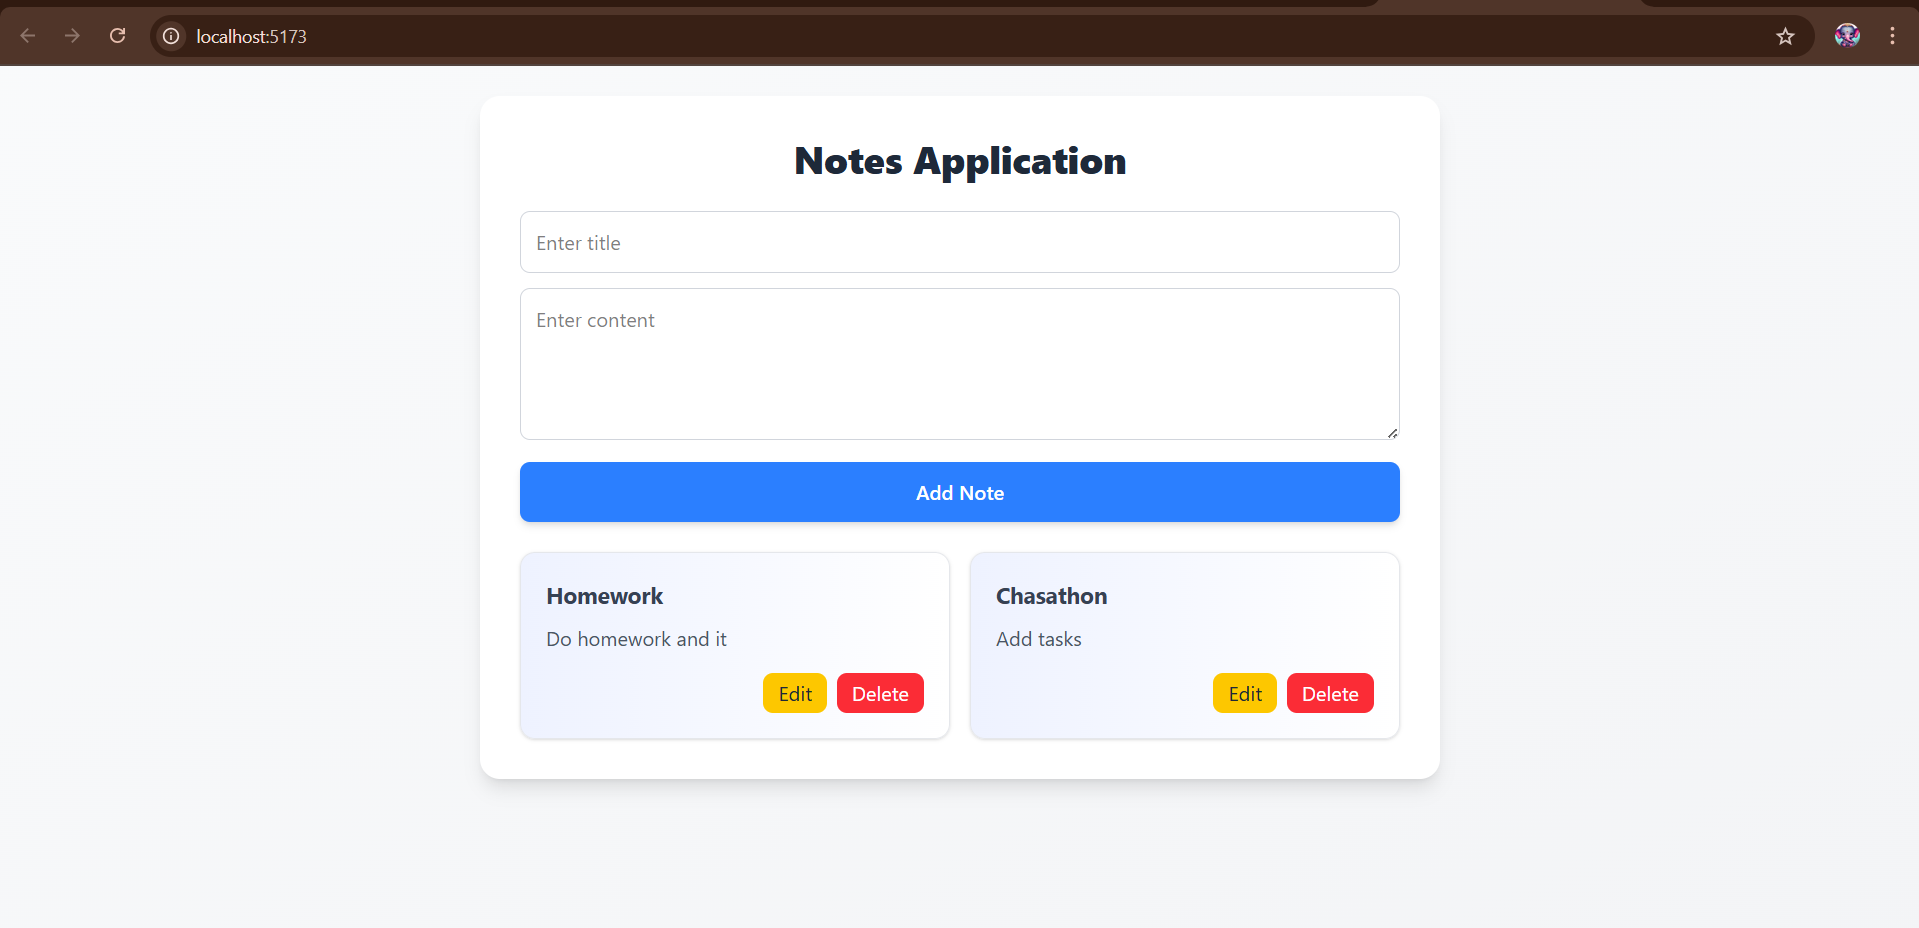 localhost:5173
Notes Application
Enter title
Enter content
Add Note
Homework
Do homework and it
Edit Delete
Chasathon
Add tasks
Edit Delete